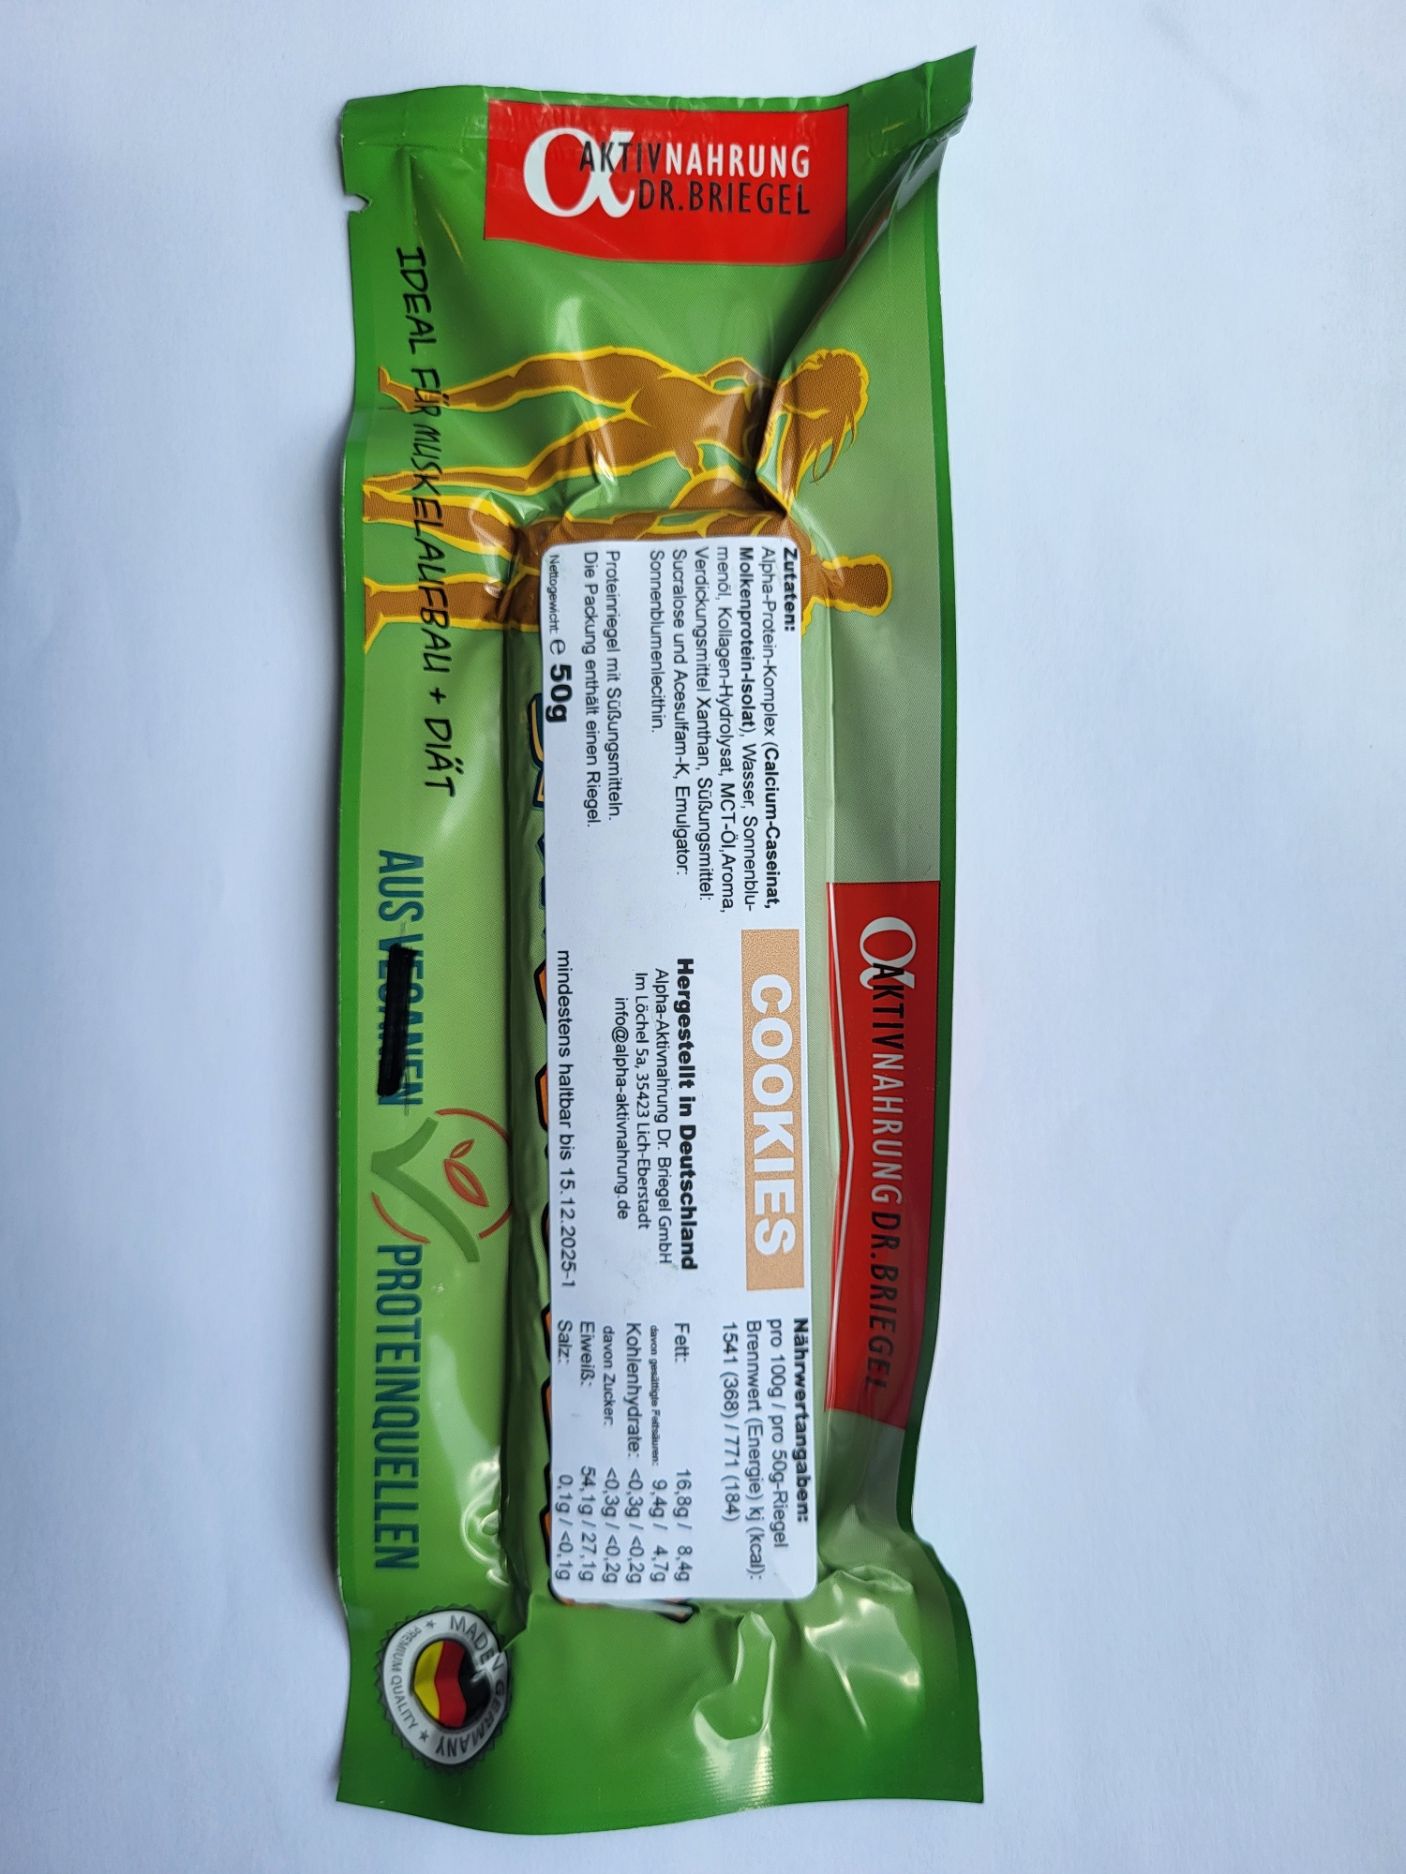 AKTIVNAHRUNG
DR.BRIEGEL
αAKTIVNAHRUNG DR.BRIEGEL
Zutaten:
Alpha-Protein-Komplex (Calcium-Caseinat,
Molkenprotein-Isolat), Wasser, Sonnenblu-
menöl, Kollagen-Hydrolysat, MCT-Öl,Aroma,
Verdickungsmittel Xanthan, Süßungsmittel:
Sucralose und Acesulfam-K, Emulgator:
Sonnenblumenlecithin.
Proteinriegel mit Süßungsmitteln.
Die Packung enthält einen Riegel.
Nettogewicht: e 50g
COOKIES
Hergestellt in Deutschland
Alpha-Aktivnahrung Dr. Briegel GmbH
Im Löchel 5a, 35423 Lich-Eberstadt
info@alpha-aktivnahrung.de
mindestens haltbar bis 15.12.2025-1
Nährwertangaben:
pro 100g / pro 50g-Riegel
Brennwert (Energie) kj (kcal):
1541 (368) / 771 (184)
Fett: 16,8g / 8,4g
davon gesättigte Fettsäuren: 9,4g / 4,7g
Kohlenhydrate: <0,3g / <0,2g
davon Zucker: <0,3g / <0,2g
Eiweiß: 54,1g / 27,1g
Salz: 0,1g / <0,1g
IDEAL FÜR MUSKELAUFBAU + DIÄT
AUS VEGANEN PROTEINQUELLEN
MADE IN GERMANY
PREMIUM QUALITY